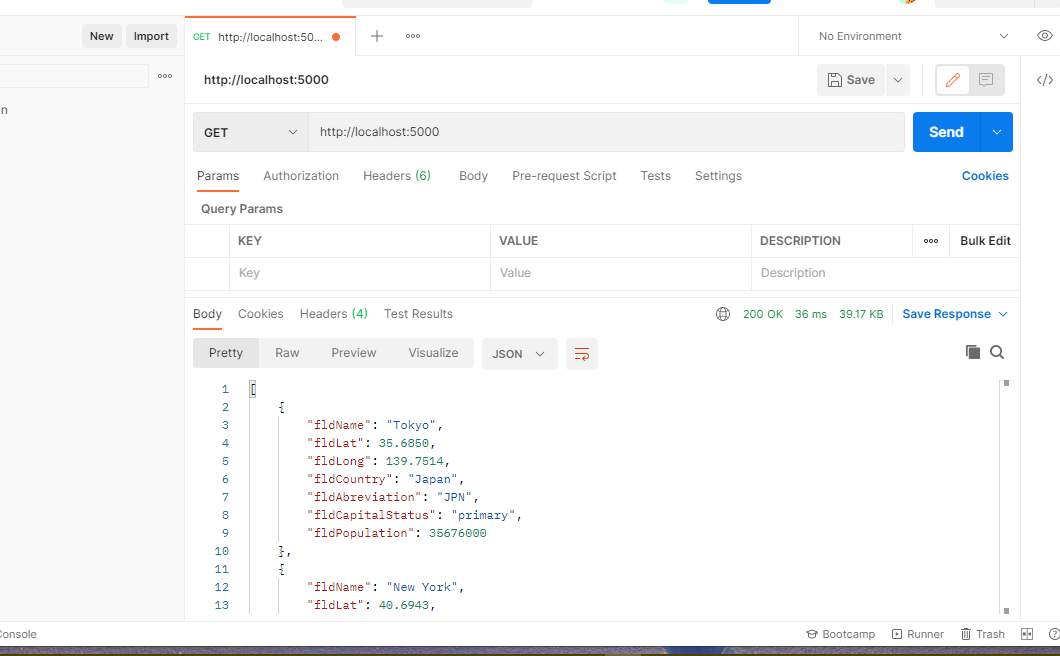 New Import GET http://localhost:50... No Environment
http://localhost:5000 Save
GET http://localhost:5000 Send
Params Authorization Headers (6) Body Pre-request Script Tests Settings Cookies
Query Params
KEY VALUE DESCRIPTION Bulk Edit
Key Value Description
Body Cookies Headers (4) Test Results 200 OK 36 ms 39.17 KB Save Response
Pretty Raw Preview Visualize JSON
1 [
2 {
3 "fldName": "Tokyo",
4 "fldLat": 35.6850,
5 "fldLong": 139.7514,
6 "fldCountry": "Japan",
7 "fldAbreviation": "JPN",
8 "fldCapitalStatus": "primary",
9 "fldPopulation": 35676000
10 },
11 {
12 "fldName": "New York",
13 "fldLat": 40.6943,
Console Bootcamp Runner Trash